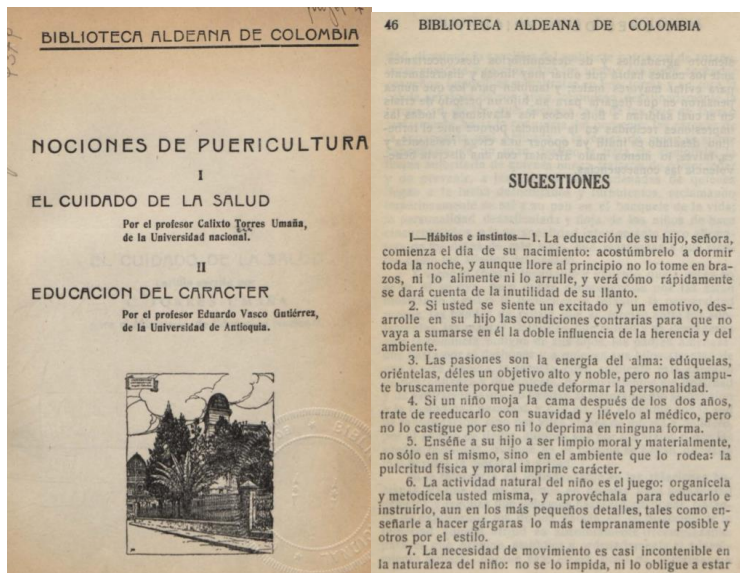 BIBLIOTECA ALDEANA DE COLOMBIA
NOCIONES DE PUERICULTURA
I
EL CUIDADO DE LA SALUD
Por el profesor Calixto Torres Umaña,
de la Universidad nacional.
II
EDUCACION DEL CARACTER
Por el profesor Eduardo Vasco Gutiérrez,
de la Universidad de Antioquia.
46 BIBLIOTECA ALDEANA DE COLOMBIA
SUGESTIONES
I—Hábitos e instintos—1. La educación de su hijo, señora,
comienza el día de su nacimiento: acostúmbrelo a dormir
toda la noche, y aunque llore al principio no lo tome en bra-
zos, ni lo alimente ni lo arrulle, y verá cómo rápidamente
se dará cuenta de la inutilidad de su llanto.
2. Si usted se siente un excitado y un emotivo, des-
arrolle en su hijo las condiciones contrarias para que no
vaya a sumarse en él la doble influencia de la herencia y del
ambiente.
3. Las pasiones son la energía del alma: edúquelas,
oriéntelas, déles un objetivo alto y noble, pero no las ampu-
te bruscamente porque puede deformar la personalidad.
4. Si un niño moja la cama después de los dos años,
trate de reeducarlo con suavidad y llévelo al médico, pero
no lo castigue por eso ni lo deprima en ninguna forma.
5. Enséñe a su hijo a ser limpio moral y materialmente,
no sólo en sí mismo, sino en el ambiente que lo rodea: la
pulcritud física y moral imprime carácter.
6. La actividad natural del niño es el juego: organícela
y metodícela usted misma, y aprovéchala para educarlo e
instruirlo, aun en los más pequeños detalles, tales como en-
señarle a hacer gárgaras lo más tempranamente posible y
otros por el estilo.
7. La necesidad de movimiento es casi incontenible en
la naturaleza del niño: no se lo impida, ni lo obligue a estar